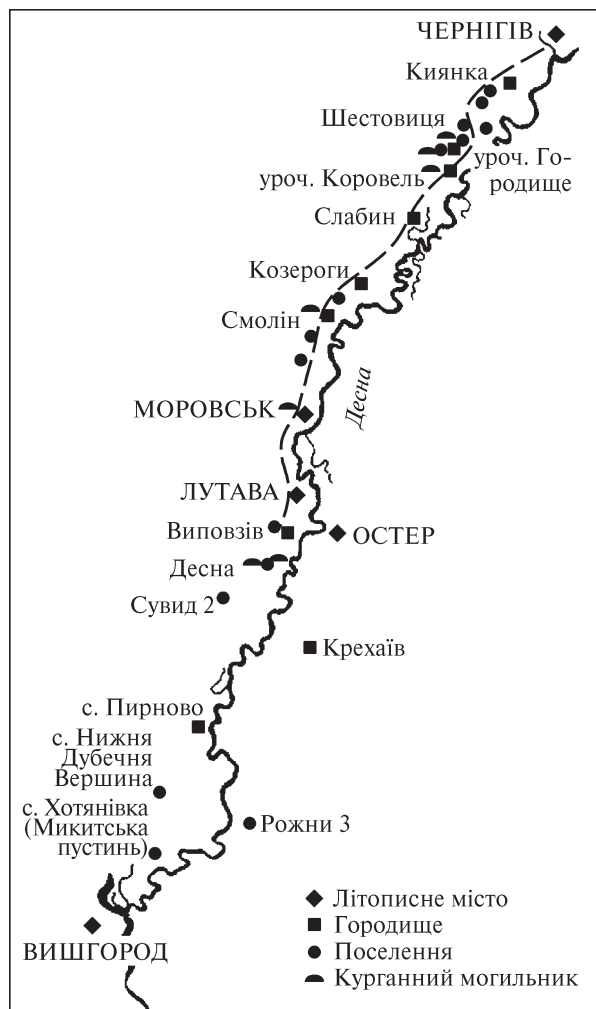 ЧЕРНІГІВ
Киянка
Шестовиця
уроч. Го-
родище
уроч. Коровель
Слабин
Козероги
Смолін
МОРОВСЬК
Десна
ЛУТАВА
Виповзів
ОСТЕР
Десна
Сувид 2
Крехаїв
с. Пирново
с. Нижня
Дубечня
Вершина
с. Хотянівка
(Микитська
пустинь)
Рожни 3
ВИШГОРОД
Літописне місто
Городище
Поселення
Курганний могильник